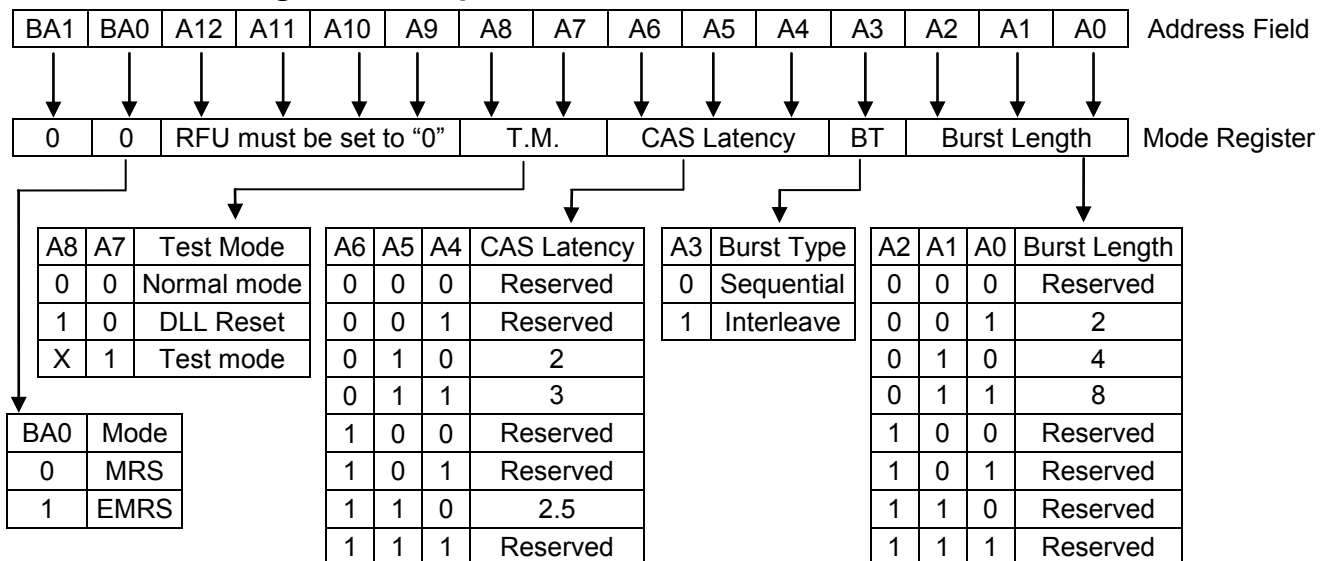 BA1 BA0 A12 A11 A10 A9 A8 A7 A6 A5 A4 A3 A2 A1 A0 Address Field
0 0 RFU must be set to “0” T.M. CAS Latency BT Burst Length Mode Register
A8 A7 Test Mode
0 0 Normal mode
1 0 DLL Reset
X 1 Test mode
BA0 Mode
0 MRS
1 EMRS
A6 A5 A4 CAS Latency
0 0 0 Reserved
0 0 1 Reserved
0 1 0 2
0 1 1 3
1 0 0 Reserved
1 0 1 Reserved
1 1 0 2.5
1 1 1 Reserved
A3 Burst Type
0 Sequential
1 Interleave
A2 A1 A0 Burst Length
0 0 0 Reserved
0 0 1 2
0 1 0 4
0 1 1 8
1 0 0 Reserved
1 0 1 Reserved
1 1 0 Reserved
1 1 1 Reserved